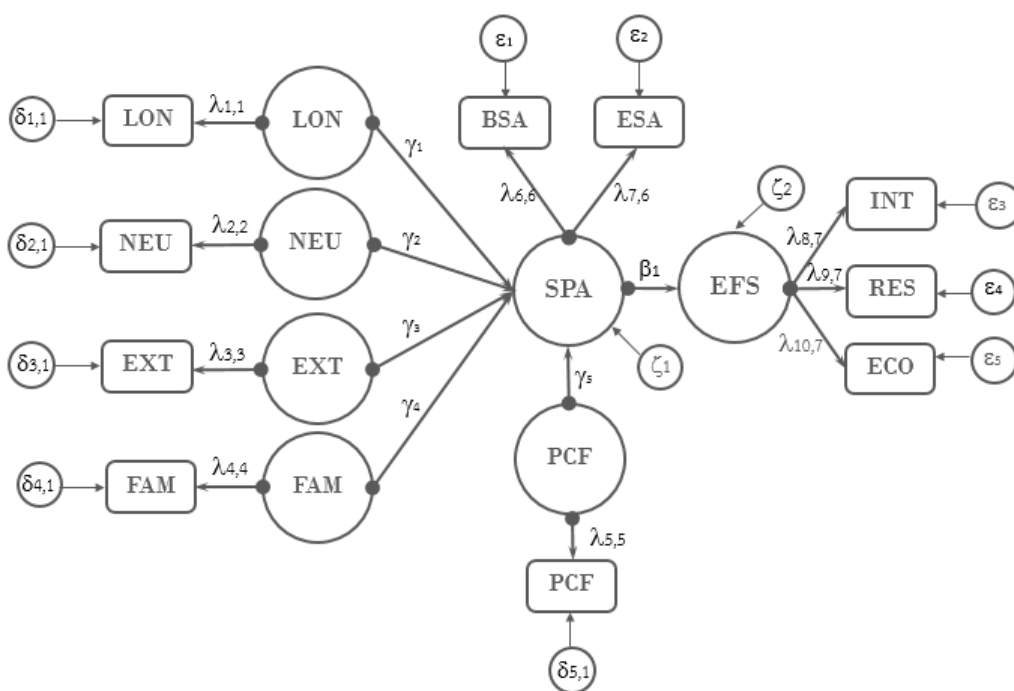 ε1
ε2
δ1,1
LON
λ1,1
LON
γ1
BSA
ESA
λ6,6
λ7,6
δ2,1
NEU
λ2,2
NEU
γ2
ζ2
INT
ε3
λ8,7
SPA
β1
EFS
λ9,7
RES
ε4
δ3,1
EXT
λ3,3
EXT
γ3
ζ1
λ10,7
ECO
ε5
γ4
γ5
δ4,1
FAM
λ4,4
FAM
PCF
λ5,5
PCF
δ5,1